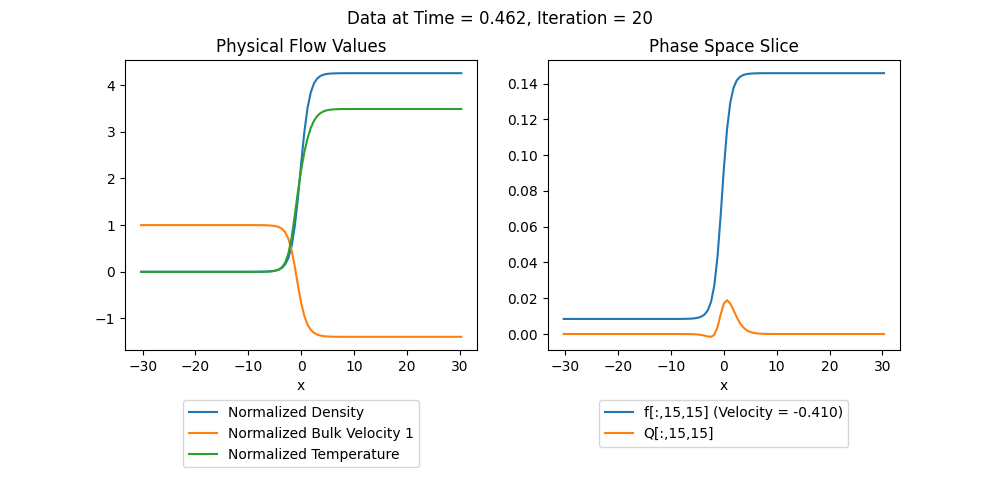 Data at Time = 0.462, Iteration = 20
Physical Flow Values
4
3
2
1
0
−1
−30
−20
−10
0
10
20
30
x
Normalized Density
Normalized Bulk Velocity 1
Normalized Temperature
Phase Space Slice
0.14
0.12
0.10
0.08
0.06
0.04
0.02
0.00
−30
−20
−10
0
10
20
30
x
f[:,15,15] (Velocity = -0.410)
Q[:,15,15]